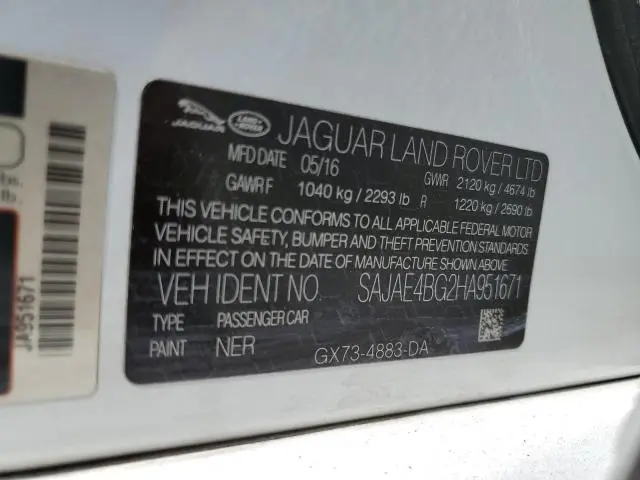 JAGUAR LAND ROVER JAGUAR LAND ROVER LTD
MFD DATE 05/16 GVWR 2120 kg / 4674 lb
GAWR F 1040 kg / 2293 lb R 1220 kg / 2690 lb
THIS VEHICLE CONFORMS TO ALL APPLICABLE FEDERAL MOTOR
VEHICLE SAFETY, BUMPER AND THEFT PREVENTION STANDARDS
IN EFFECT ON THE DATE OF MANUFACTURE SHOWN ABOVE
VEH IDENT NO SAJAE4BG2HA951671
TYPE PASSENGER CAR
PAINT NER GX73-4883-DA
lbs.
lb.
JA951671